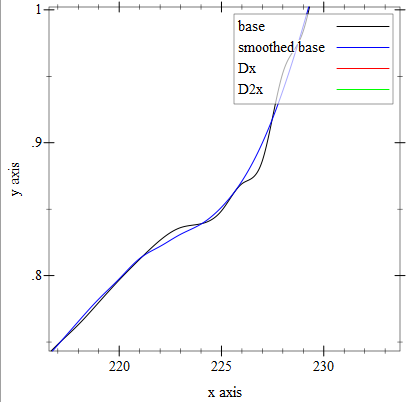 1
base
smoothed base
Dx
D2x
.9
y axis
.8
220
225
230
x axis